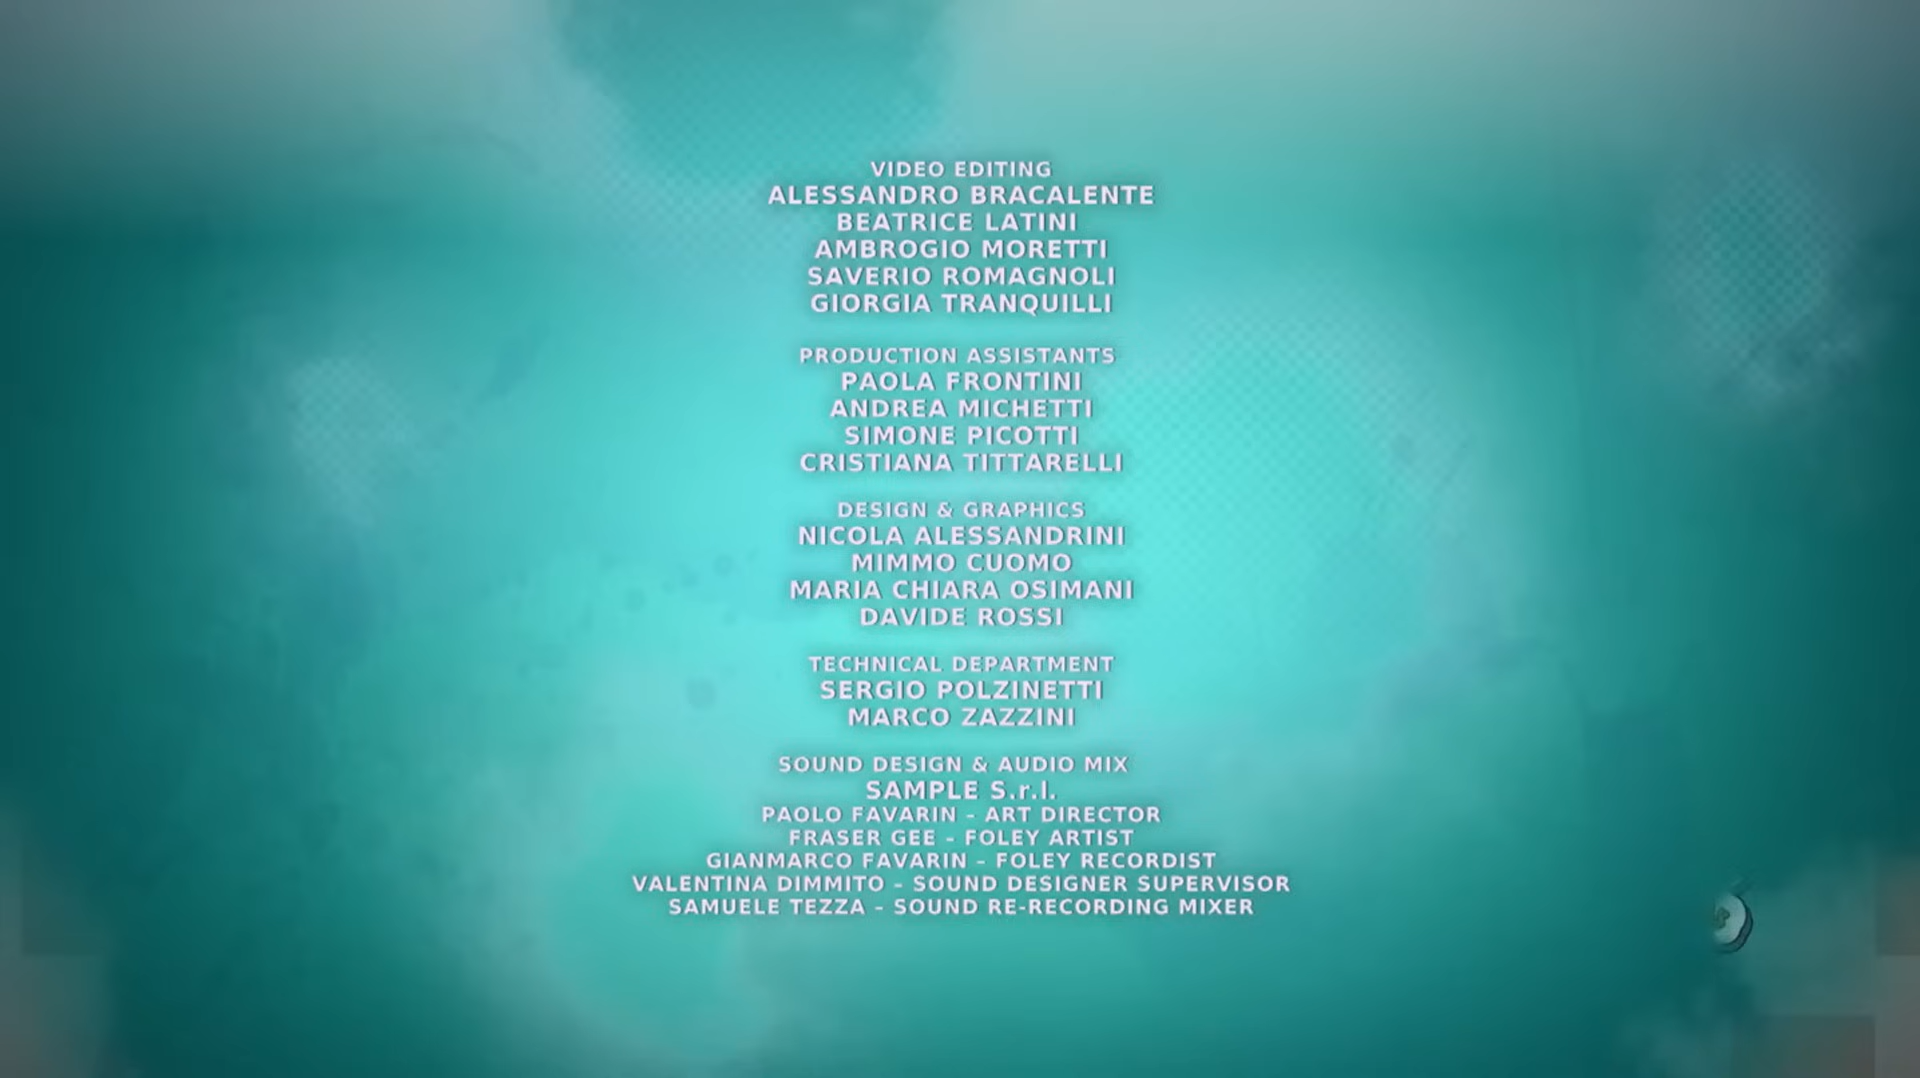 VIDEO EDITING
ALESSANDRO BRACALENTE
BEATRICE LATINI
AMBROGIO MORETTI
SAVERIO ROMAGNOLI
GIORGIA TRANQUILLI
PRODUCTION ASSISTANTS
PAOLA FRONTINI
ANDREA MICHETTI
SIMONE PICOTTI
CRISTIANA TITTARELLI
DESIGN & GRAPHICS
NICOLA ALESSANDRINI
MIMMO CUOMO
MARIA CHIARA OSIMANI
DAVIDE ROSSI
TECHNICAL DEPARTMENT
SERGIO POLZINETTI
MARCO ZAZZINI
SOUND DESIGN & AUDIO MIX
SAMPLE S.r.l.
PAOLO FAVARIN – ART DIRECTOR
FRASER GEE – FOLEY ARTIST
GIANMARCO FAVARIN – FOLEY RECORDIST
VALENTINA DIMMITO – SOUND DESIGNER SUPERVISOR
SAMUELE TEZZA – SOUND RE-RECORDING MIXER